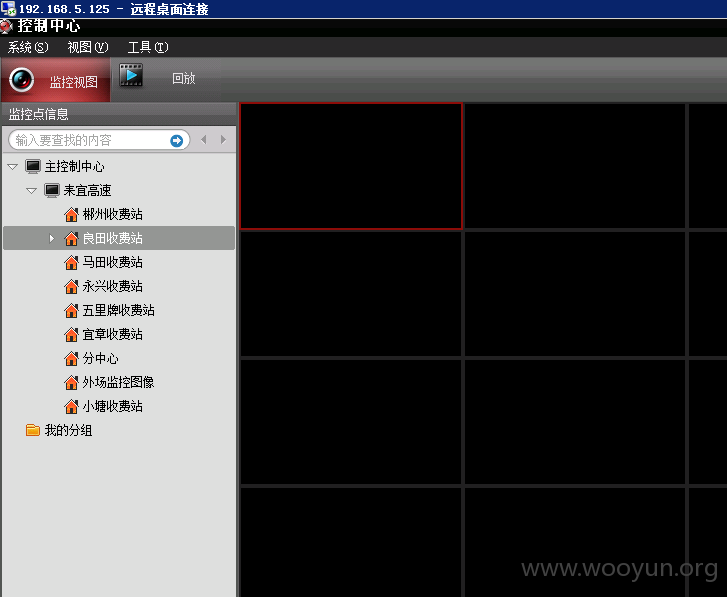 192.168.5.125 - 远程桌面连接
控制中心
系统(S) 视图(V) 工具(T)
监控视图 回放
监控点信息
输入要查找的内容
主控制中心
耒宜高速
郴州收费站
良田收费站
马田收费站
永兴收费站
五里牌收费站
宜章收费站
分中心
外场监控图像
小塘收费站
我的分组
www.wooyun.org